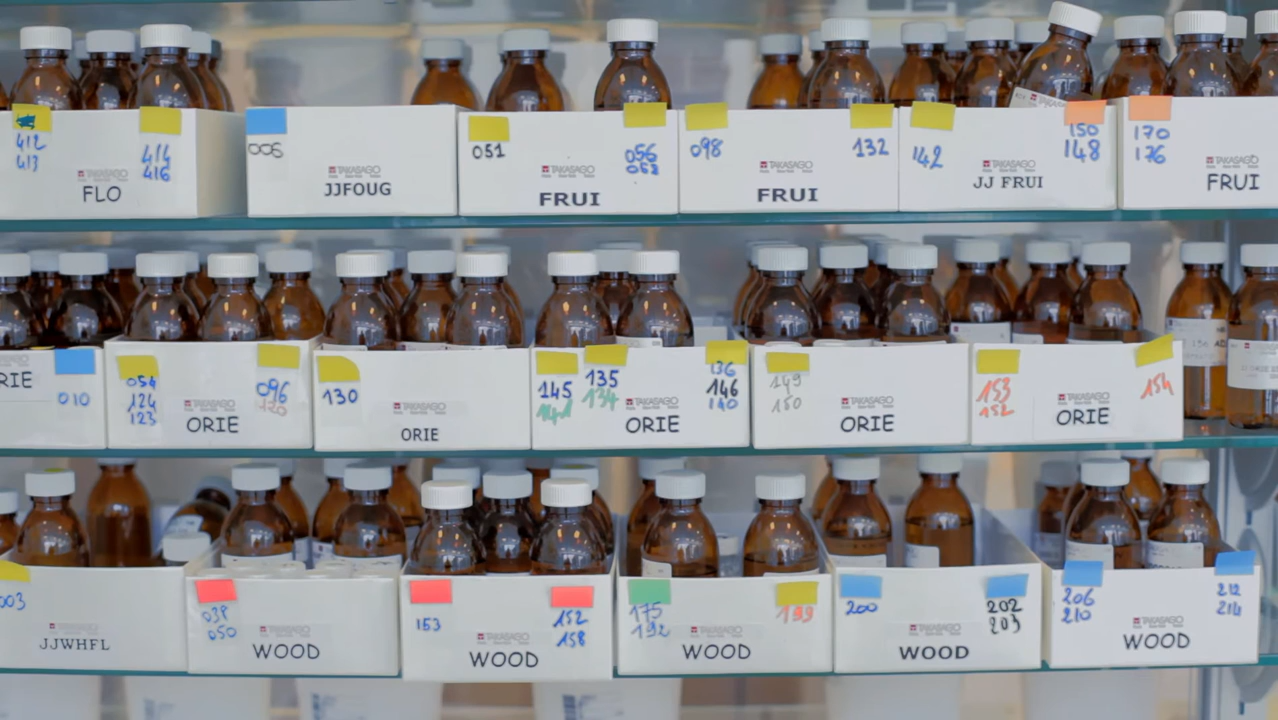 412
413
414
416
TAKASAGO
FLO
005
TAKASAGO
JJFOUG
051
056
TAKASAGO
FRUI
098
132
TAKASAGO
FRUI
142
150
148
TAKASAGO
JJ FRUI
170
176
TAKASAGO
FRUI
RIE
010
054
124
123
096
120
TAKASAGO
ORIE
130
TAKASAGO
ORIE
145
141
135
134
136
146
140
TAKASAGO
ORIE
149
150
TAKASAGO
ORIE
153
152
154
TAKASAGO
ORIE
003
JJWHFL
038
050
TAKASAGO
WOOD
153
152
158
TAKASAGO
WOOD
175
192
199
TAKASAGO
WOOD
200
202
203
TAKASAGO
WOOD
206
210
212
214
TAKASAGO
WOOD